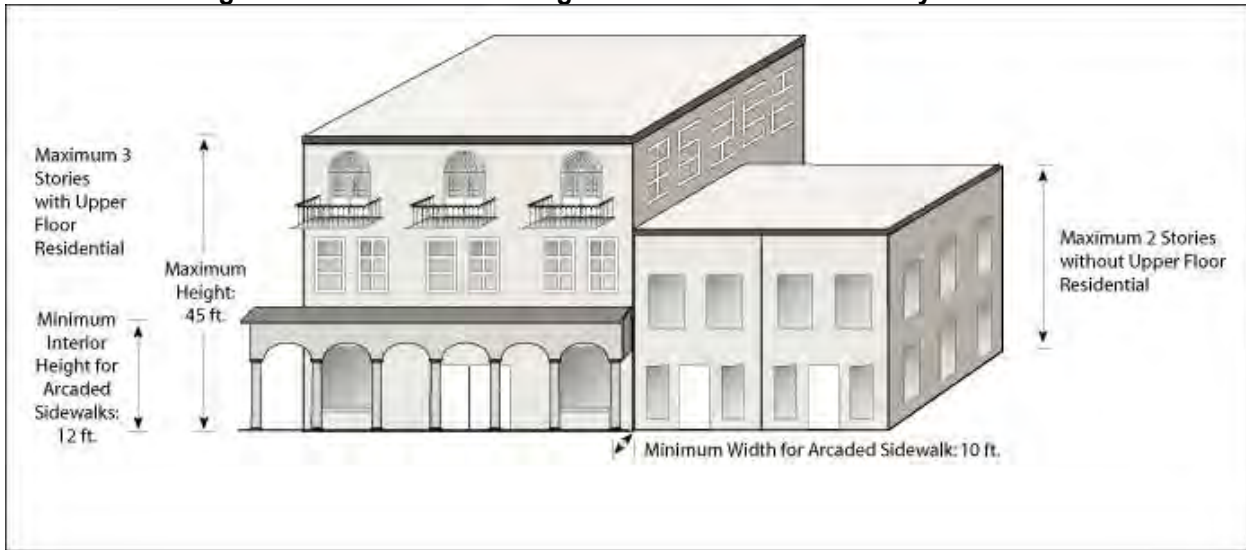 Maximum 3
Stories
with Upper
Floor
Residential
Maximum
Height:
45 ft.
Minimum
Interior
Height for
Arcaded
Sidewalks:
12 ft.
Maximum 2 Stories
without Upper Floor
Residential
Minimum Width for Arcaded Sidewalk: 10 ft.